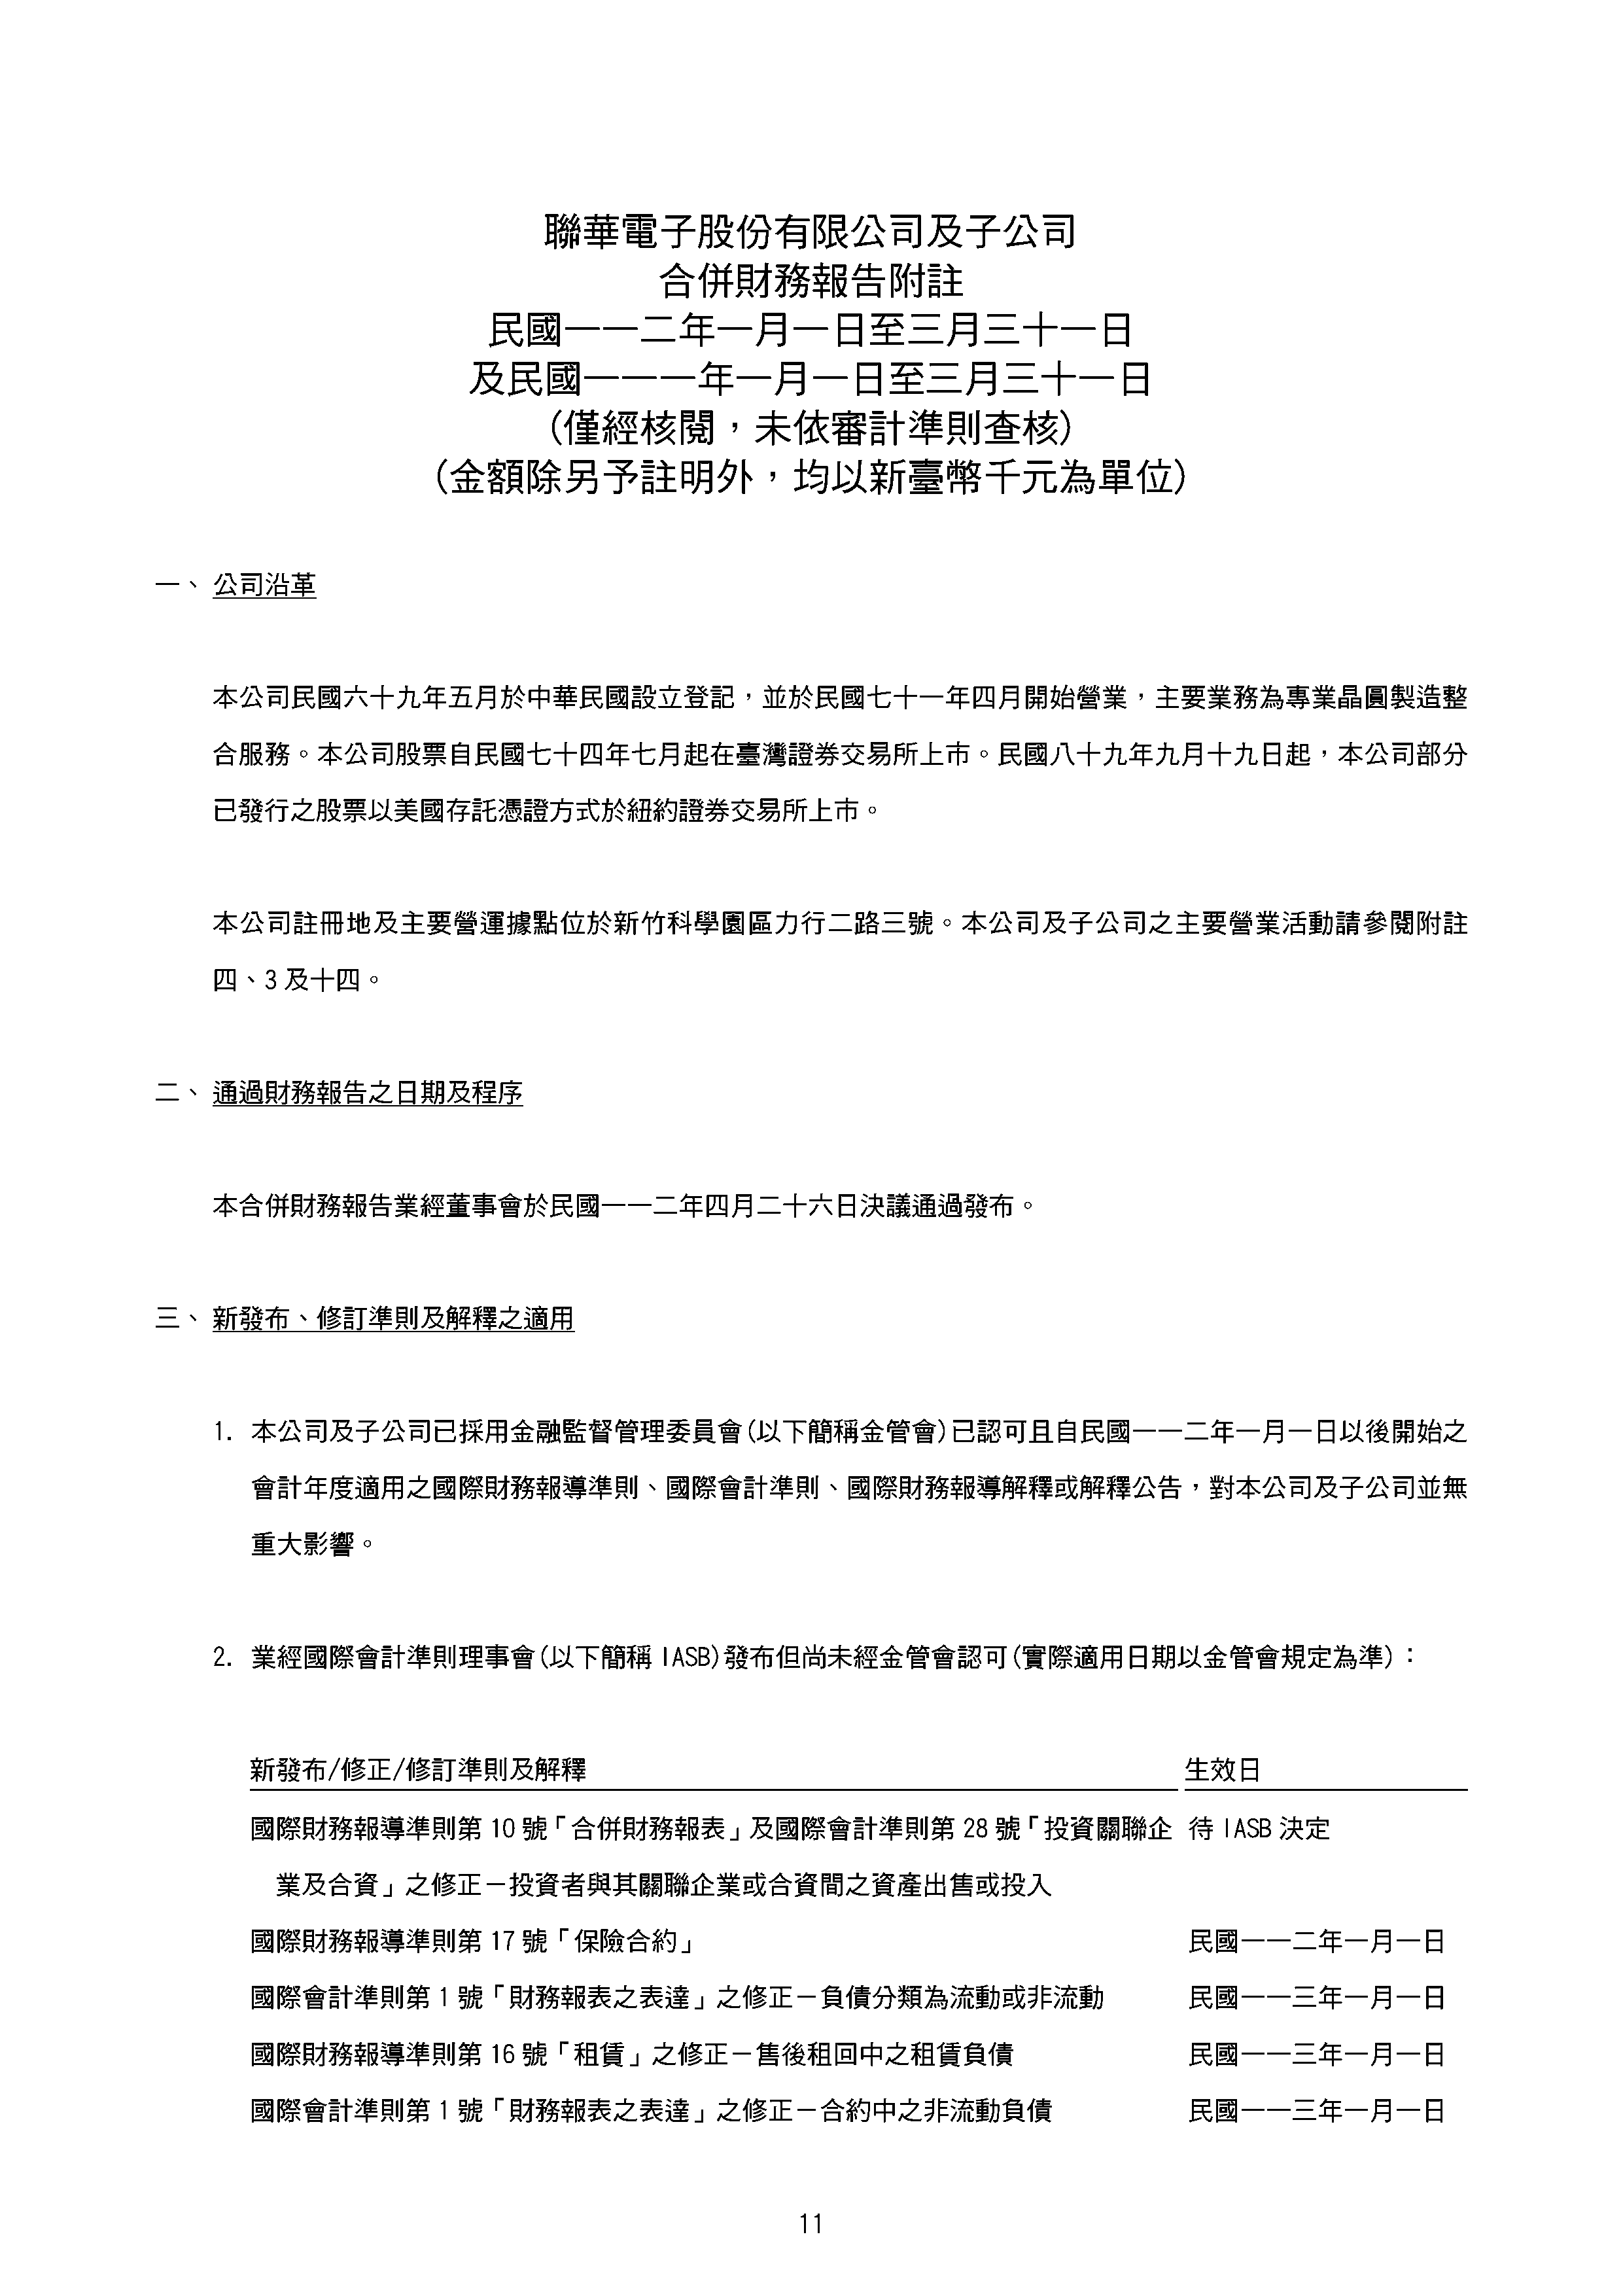 聯華電子股份有限公司及子公司
合併財務報告附註
民國一一二年一月一日至三月三十一日
及民國一一一年一月一日至三月三十一日
(僅經核閱，未依審計準則查核)
(金額除另予註明外，均以新臺幣千元為單位)
一、 公司沿革
本公司民國六十九年五月於中華民國設立登記，並於民國七十一年四月開始營業，主要業務為專業晶圓製造整
合服務。本公司股票自民國七十四年七月起在臺灣證券交易所上市。民國八十九年九月十九日起，本公司部分
已發行之股票以美國存託憑證方式於紐約證券交易所上市。
本公司註冊地及主要營運據點位於新竹科學園區力行二路三號。本公司及子公司之主要營業活動請參閱附註
四、3 及十四。
二、 通過財務報告之日期及程序
本合併財務報告業經董事會於民國一一二年四月二十六日決議通過發布。
三、 新發布、修訂準則及解釋之適用
1. 本公司及子公司已採用金融監督管理委員會(以下簡稱金管會)已認可且自民國一一二年一月一日以後開始之
會計年度適用之國際財務報導準則、國際會計準則、國際財務報導解釋或解釋公告，對本公司及子公司並無
重大影響。
2. 業經國際會計準則理事會(以下簡稱 IASB)發布但尚未經金管會認可(實際適用日期以金管會規定為準)：
新發布/修正/修訂準則及解釋 生效日
國際財務報導準則第 10 號「合併財務報表」及國際會計準則第 28 號「投資關聯企 待 IASB 決定
業及合資」之修正－投資者與其關聯企業或合資間之資產出售或投入
國際財務報導準則第 17 號「保險合約」 民國一一二年一月一日
國際會計準則第 1 號「財務報表之表達」之修正－負債分類為流動或非流動 民國一一三年一月一日
國際財務報導準則第 16 號「租賃」之修正－售後租回中之租賃負債 民國一一三年一月一日
國際會計準則第 1 號「財務報表之表達」之修正－合約中之非流動負債 民國一一三年一月一日
11